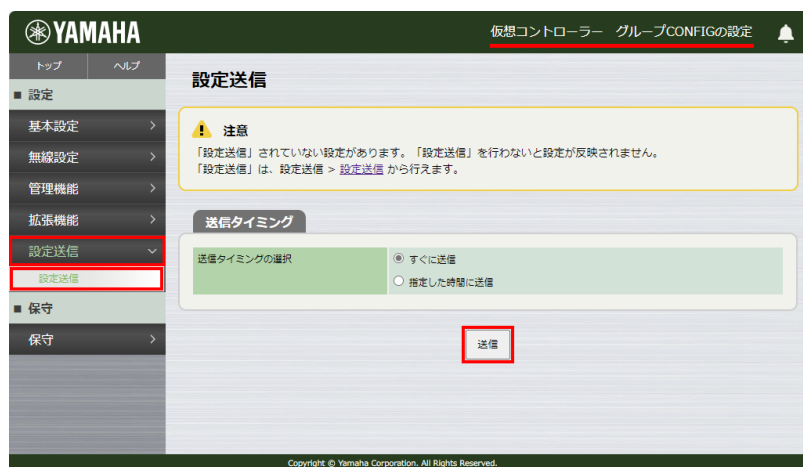 YAMAHA
仮想コントローラー グループCONFIGの設定
トップ ヘルプ
■ 設定
基本設定
無線設定
管理機能
拡張機能
設定送信
設定送信
■ 保守
保守
設定送信
注意
「設定送信」されていない設定があります。「設定送信」を行わないと設定が反映されません。
「設定送信」は、設定送信 > 設定送信 から行えます。
送信タイミング
送信タイミングの選択
すぐに送信
指定した時間に送信
送信
Copyright © Yamaha Corporation. All Rights Reserved.